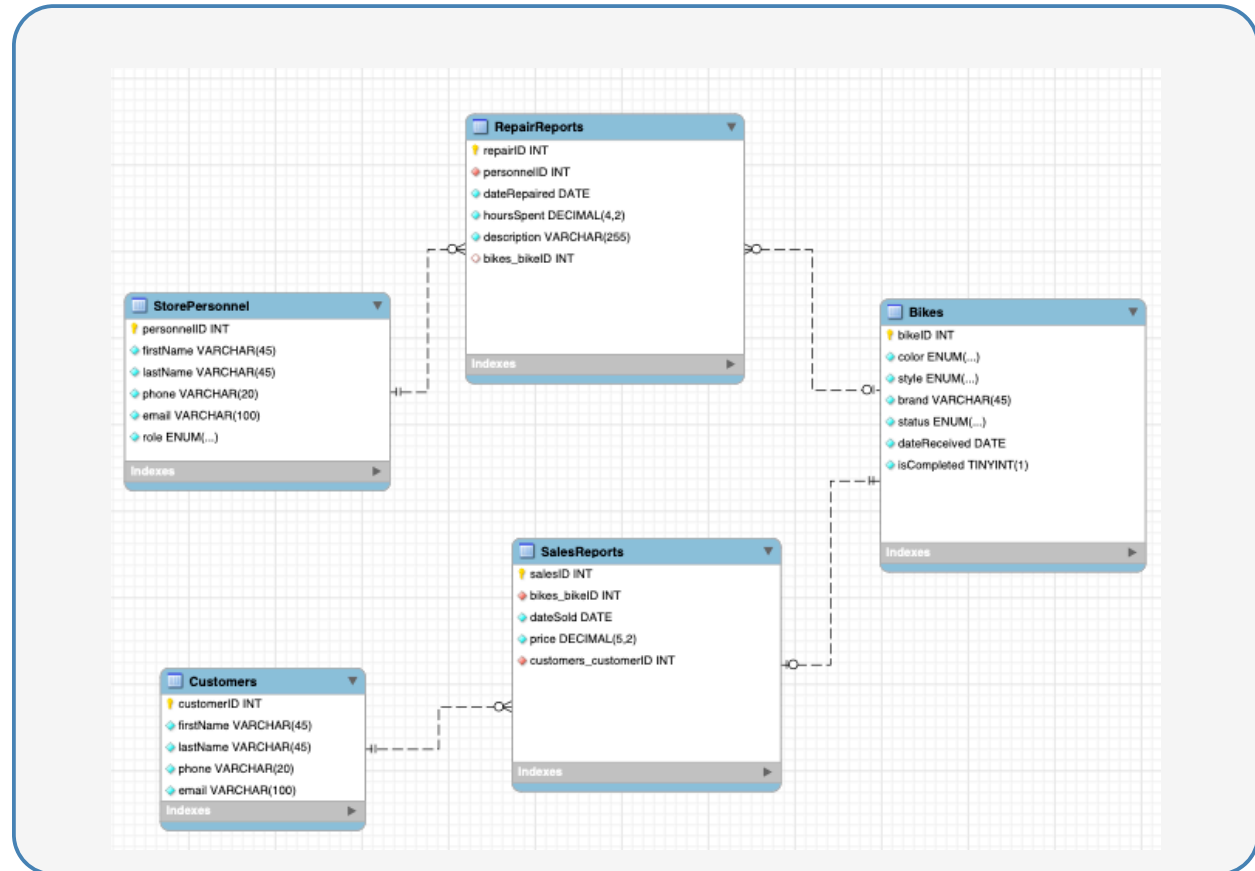 RepairReports
repairID INT
personnelID INT
dateRepaired DATE
hoursSpent DECIMAL(4,2)
description VARCHAR(255)
bikes_bikeID INT
Indexes
StorePersonnel
personnelID INT
firstName VARCHAR(45)
lastName VARCHAR(45)
phone VARCHAR(20)
email VARCHAR(100)
role ENUM(...)
Indexes
Bikes
bikeID INT
color ENUM(...)
style ENUM(...)
brand VARCHAR(45)
status ENUM(...)
dateReceived DATE
isCompleted TINYINT(1)
Indexes
SalesReports
salesID INT
bikes_bikeID INT
dateSold DATE
price DECIMAL(5,2)
customers_customerID INT
Indexes
Customers
customerID INT
firstName VARCHAR(45)
lastName VARCHAR(45)
phone VARCHAR(20)
email VARCHAR(100)
Indexes